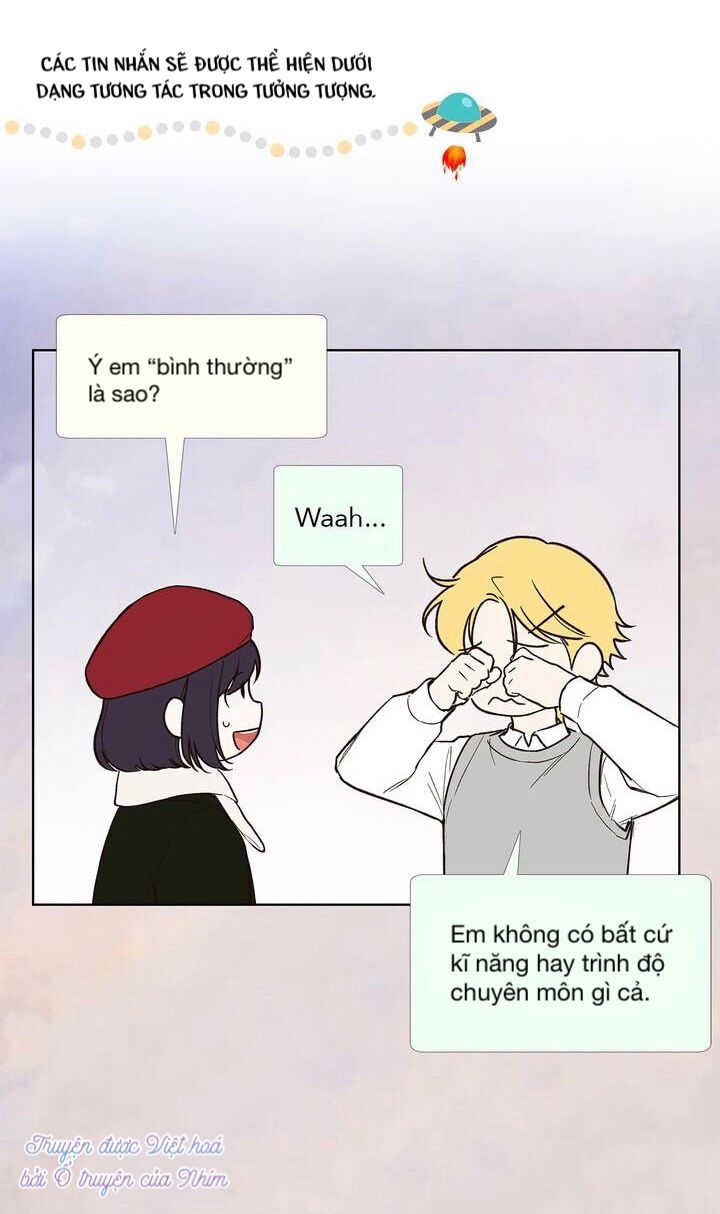 CÁC TIN NHẮN SẼ ĐƯỢC THỂ HIỆN DƯỚI
DẠNG TƯƠNG TÁC TRONG TƯỞNG TƯỢNG.
Ý em “bình thường”
là sao?
Waah...
Em không có bất cứ
kĩ năng hay trình độ
chuyên môn gì cả.
Truyện được Việt hoá
bởi Ổ truyện của Nhím